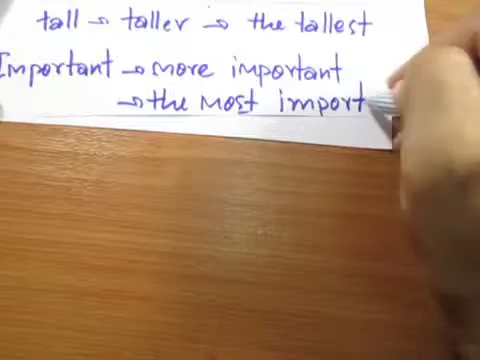 tall → taller → the tallest
Important → more important
→ the most import